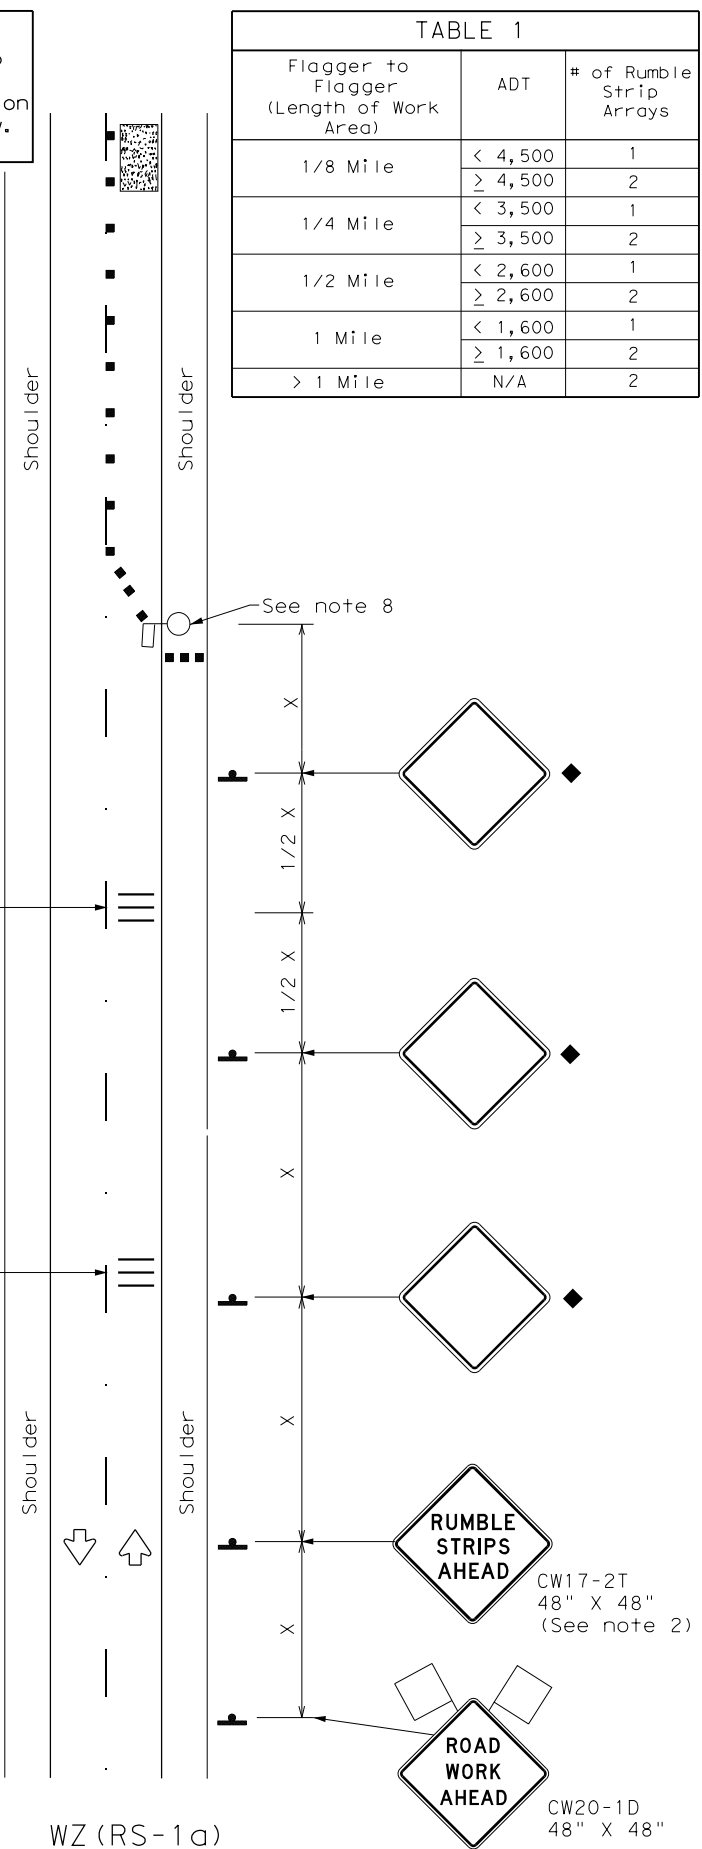 on
TABLE 1
Flagger to
Flagger
(Length of Work
Area)
ADT
# of Rumble
Strip
Arrays
1/8 Mile
< 4,500
1
≥ 4,500
2
1/4 Mile
< 3,500
1
≥ 3,500
2
1/2 Mile
< 2,600
1
≥ 2,600
2
1 Mile
< 1,600
1
≥ 1,600
2
> 1 Mile
N/A
2
Shoulder
Shoulder
See note 8
X
1/2 X
1/2 X
X
X
Shoulder
Shoulder
RUMBLE
STRIPS
AHEAD
CW17-2T
48" X 48"
(See note 2)
X
ROAD
WORK
AHEAD
CW20-1D
48" X 48"
WZ(RS-1a)